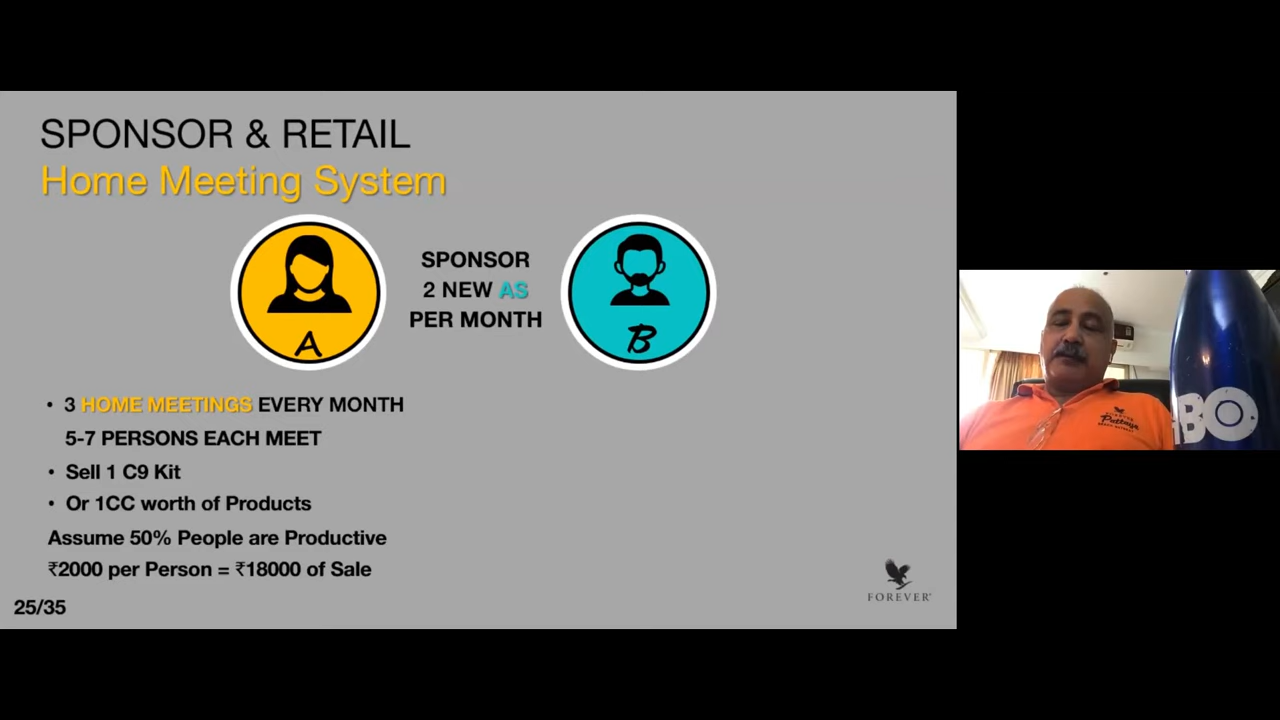 SPONSOR & RETAIL
Home Meeting System
A
SPONSOR
2 NEW AS
PER MONTH
B
• 3 HOME MEETINGS EVERY MONTH
5-7 PERSONS EACH MEET
• Sell 1 C9 Kit
• Or 1CC worth of Products
Assume 50% People are Productive
₹2000 per Person = ₹18000 of Sale
25/35
FOREVER
Pattaya
BO